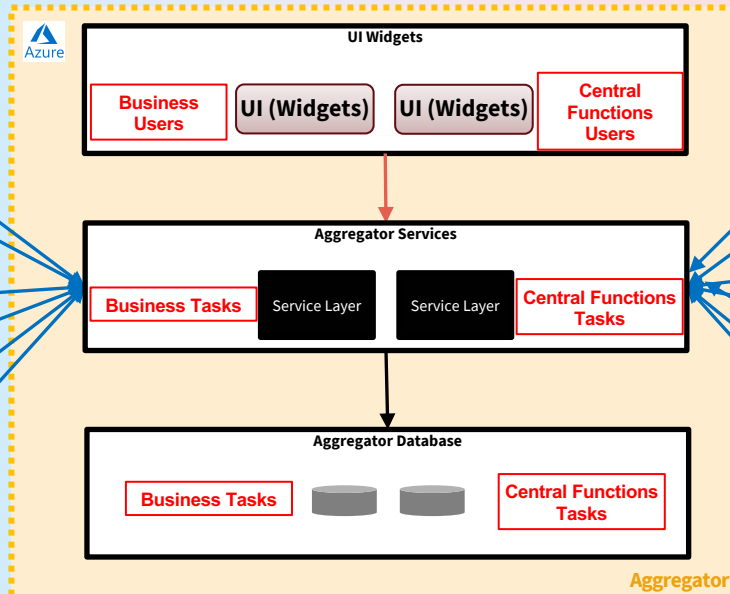 Azure
UI Widgets
Business
Users
UI (Widgets)
UI (Widgets)
Central
Functions
Users
Aggregator Services
Business Tasks
Service Layer
Service Layer
Central Functions
Tasks
Aggregator Database
Business Tasks
Central Functions
Tasks
Aggregator